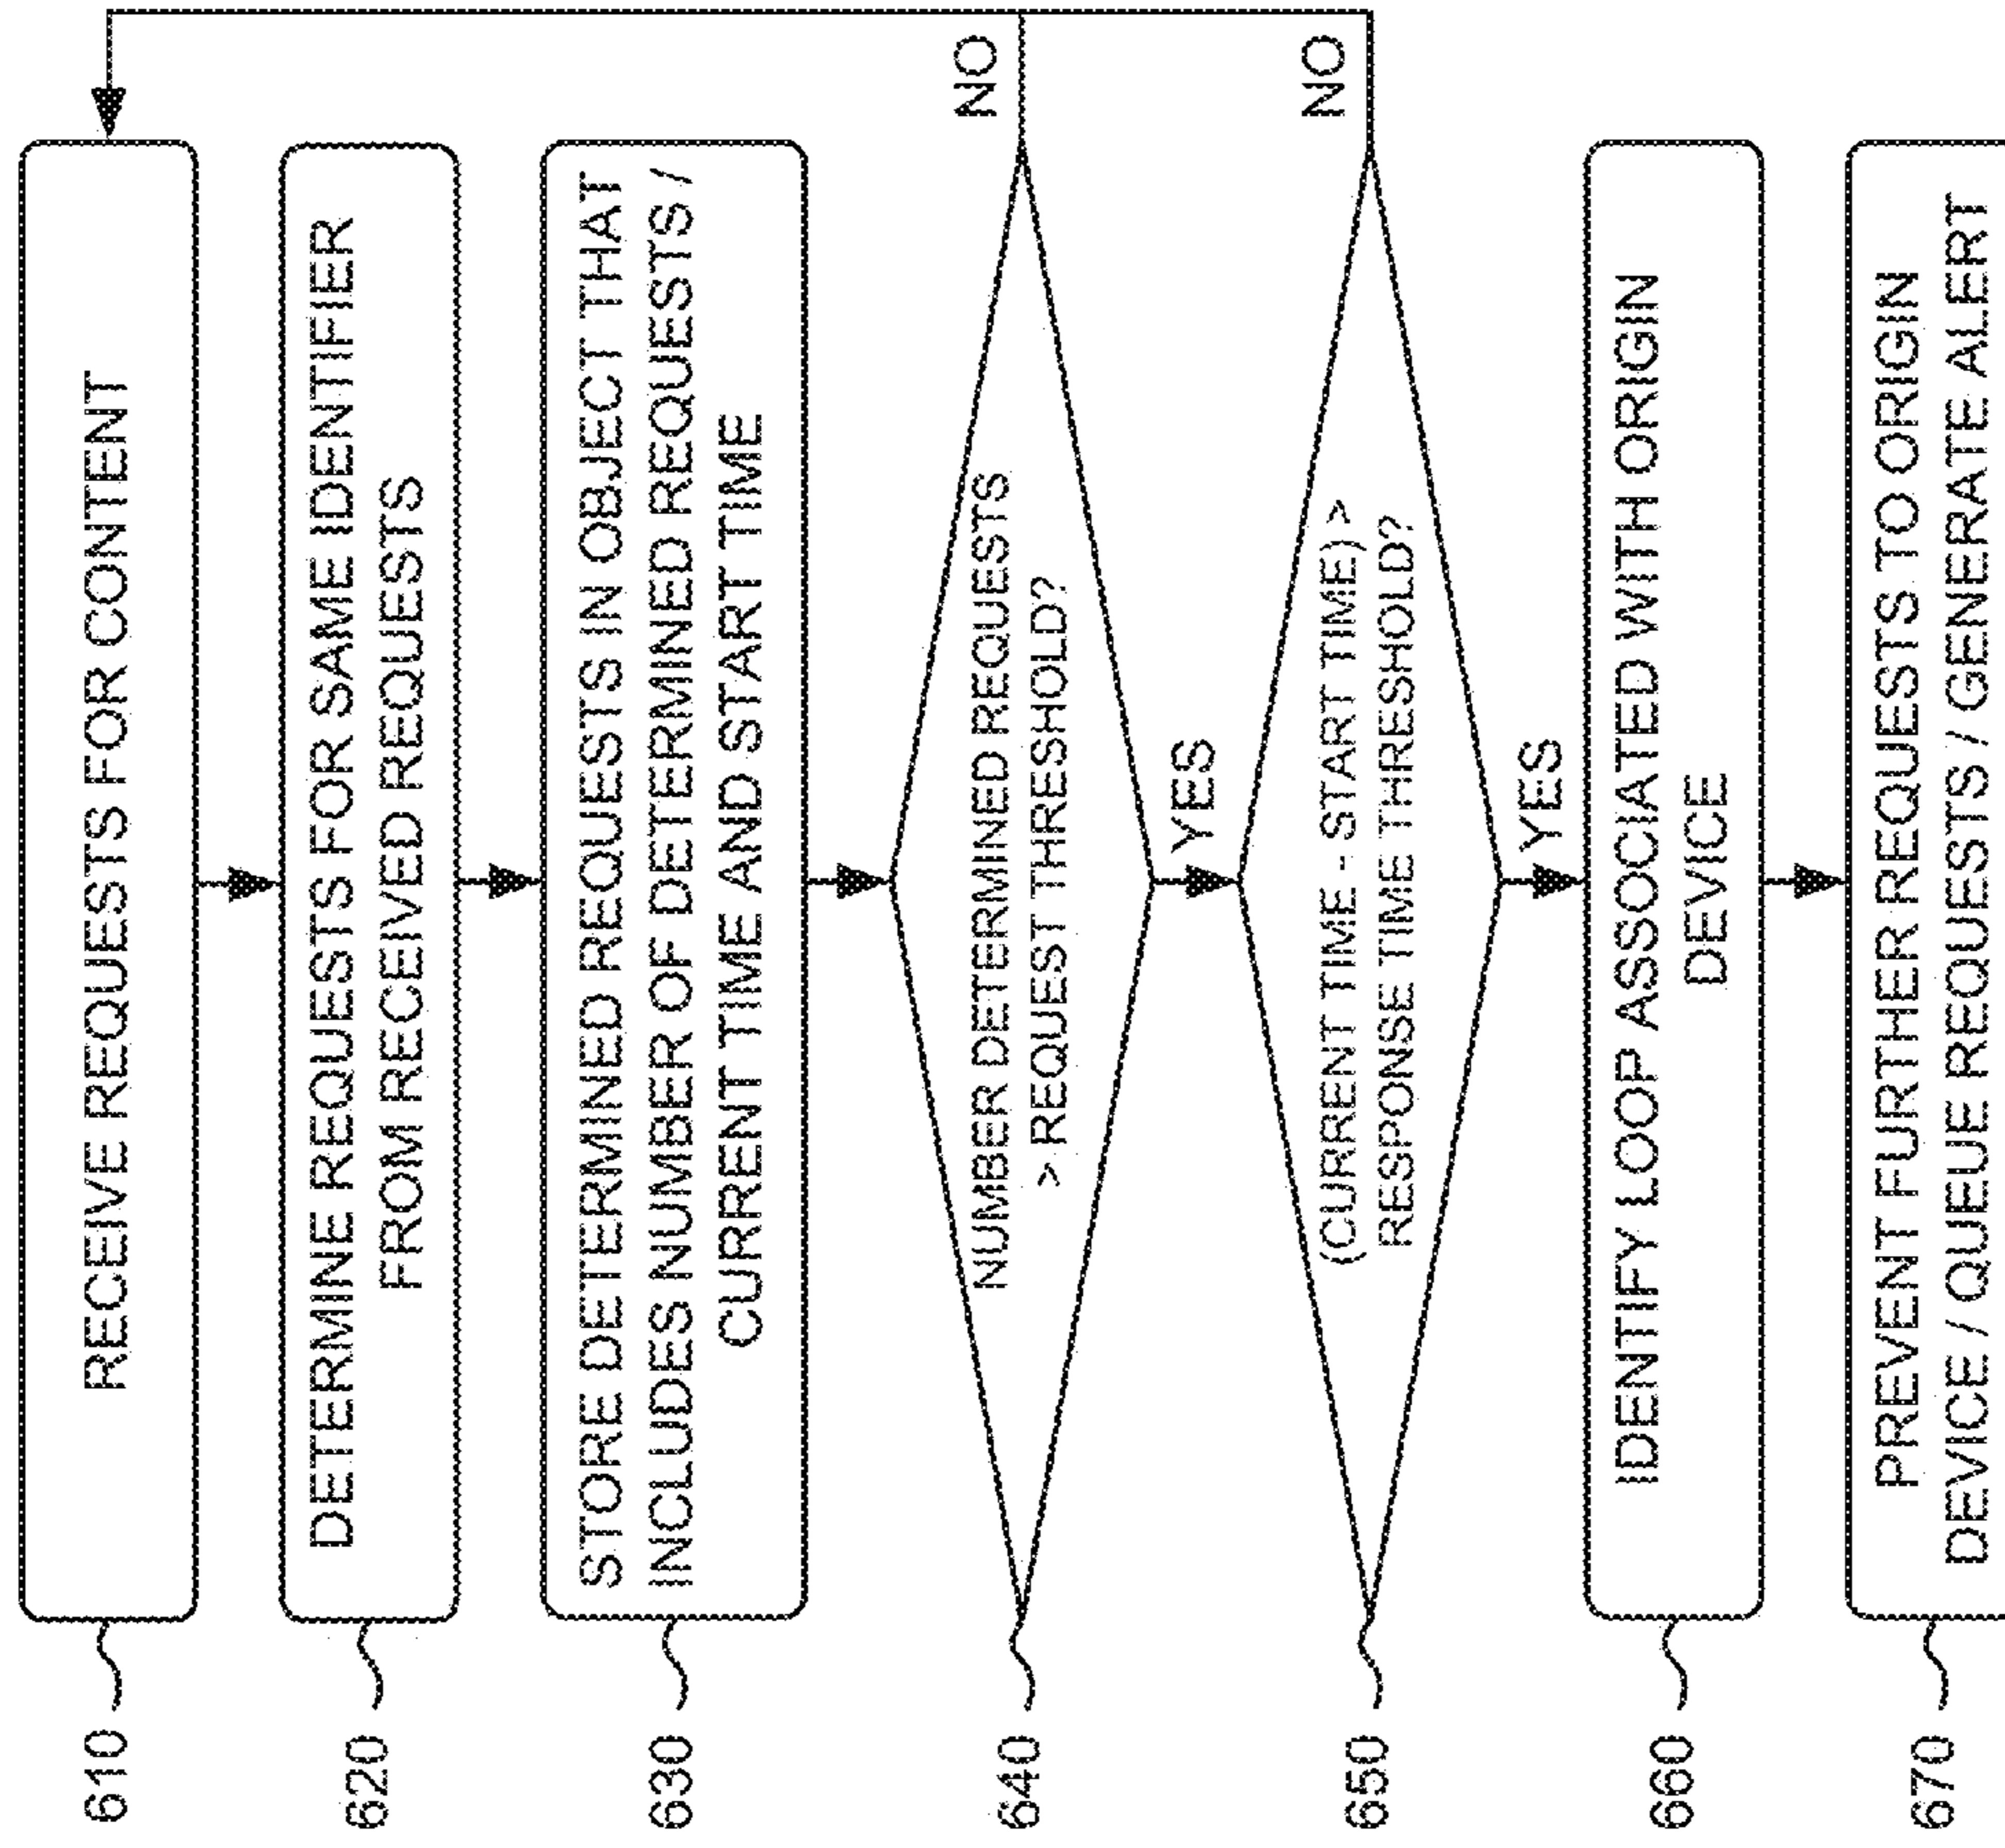 610
RECEIVE REQUESTS FOR CONTENT
620
DETERMINE REQUESTS FOR SAME IDENTIFIER
FROM RECEIVED REQUESTS
630
STORE DETERMINED REQUESTS IN OBJECT THAT
INCLUDES NUMBER OF DETERMINED REQUESTS /
CURRENT TIME AND START TIME
640
NUMBER DETERMINED REQUESTS
> REQUEST THRESHOLD?
NO
YES
650
(CURRENT TIME - START TIME) >
RESPONSE TIME THRESHOLD?
NO
YES
660
IDENTIFY LOOP ASSOCIATED WITH ORIGIN
DEVICE
670
PREVENT FURTHER REQUESTS TO ORIGIN
DEVICE / QUEUE REQUESTS / GENERATE ALERT